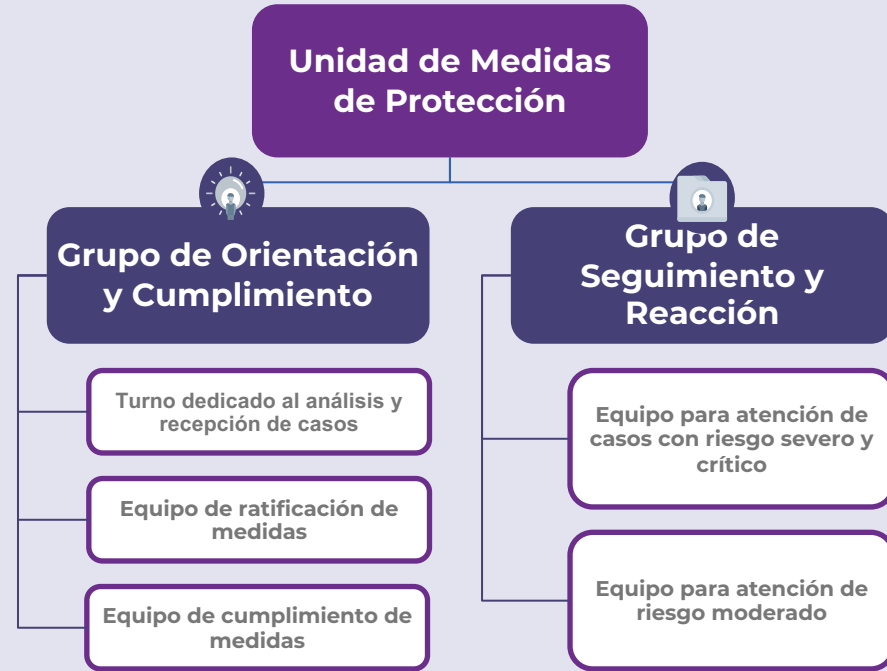 Unidad de Medidas
de Protección
Grupo de Orientación
y Cumplimiento
Turno dedicado al análisis y
recepción de casos
Equipo de ratificación de
medidas
Equipo de cumplimiento de
medidas
Grupo de
Seguimiento y
Reacción
Equipo para atención de
casos con riesgo severo y
crítico
Equipo para atención de
riesgo moderado